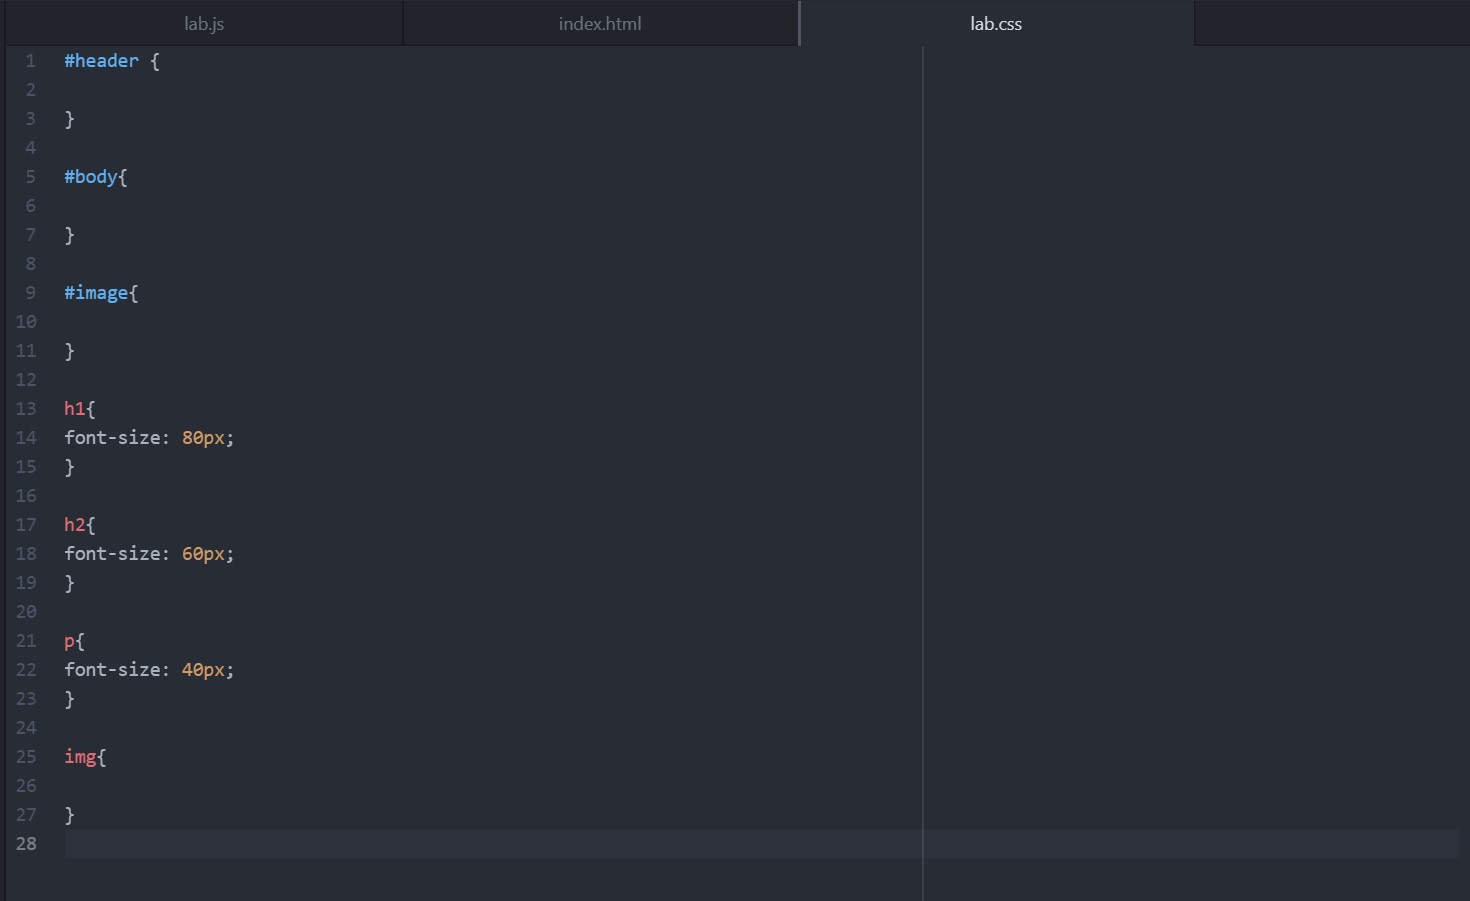 lab.js index.html lab.css
1 #header {
2
3 }
4
5 #body{
6
7 }
8
9 #image{
10
11 }
12
13 h1{
14 font-size: 80px;
15 }
16
17 h2{
18 font-size: 60px;
19 }
20
21 p{
22 font-size: 40px;
23 }
24
25 img{
26
27 }
28